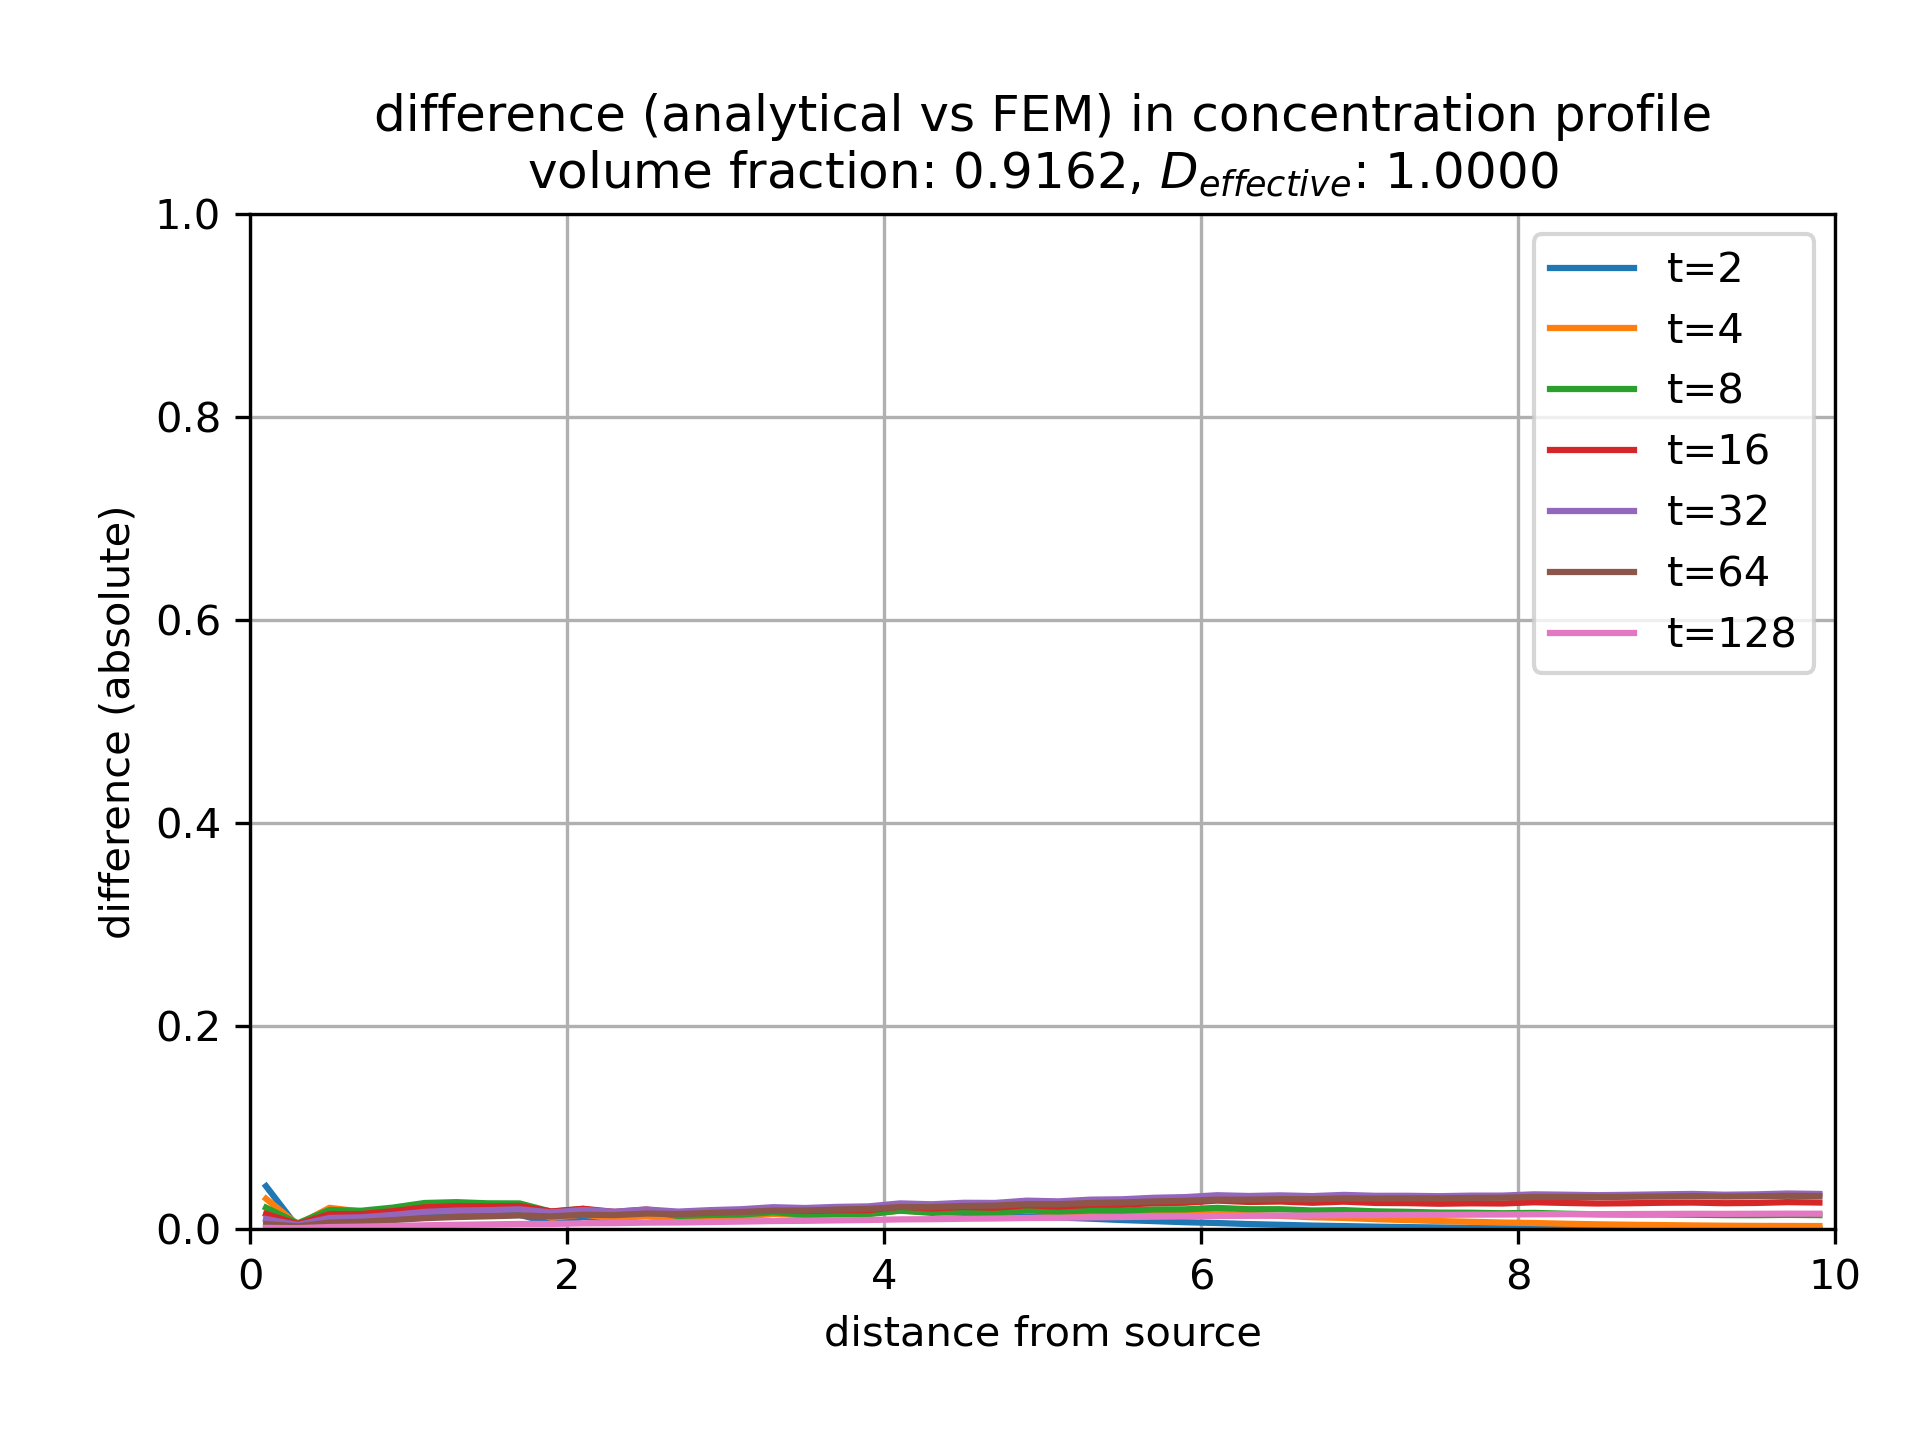 difference (analytical vs FEM) in concentration profile
volume fraction: 0.9162, D_effective: 1.0000
1.0
0.8
0.6
0.4
0.2
0.0
difference (absolute)
0 2 4 6 8 10
distance from source
t=2
t=4
t=8
t=16
t=32
t=64
t=128